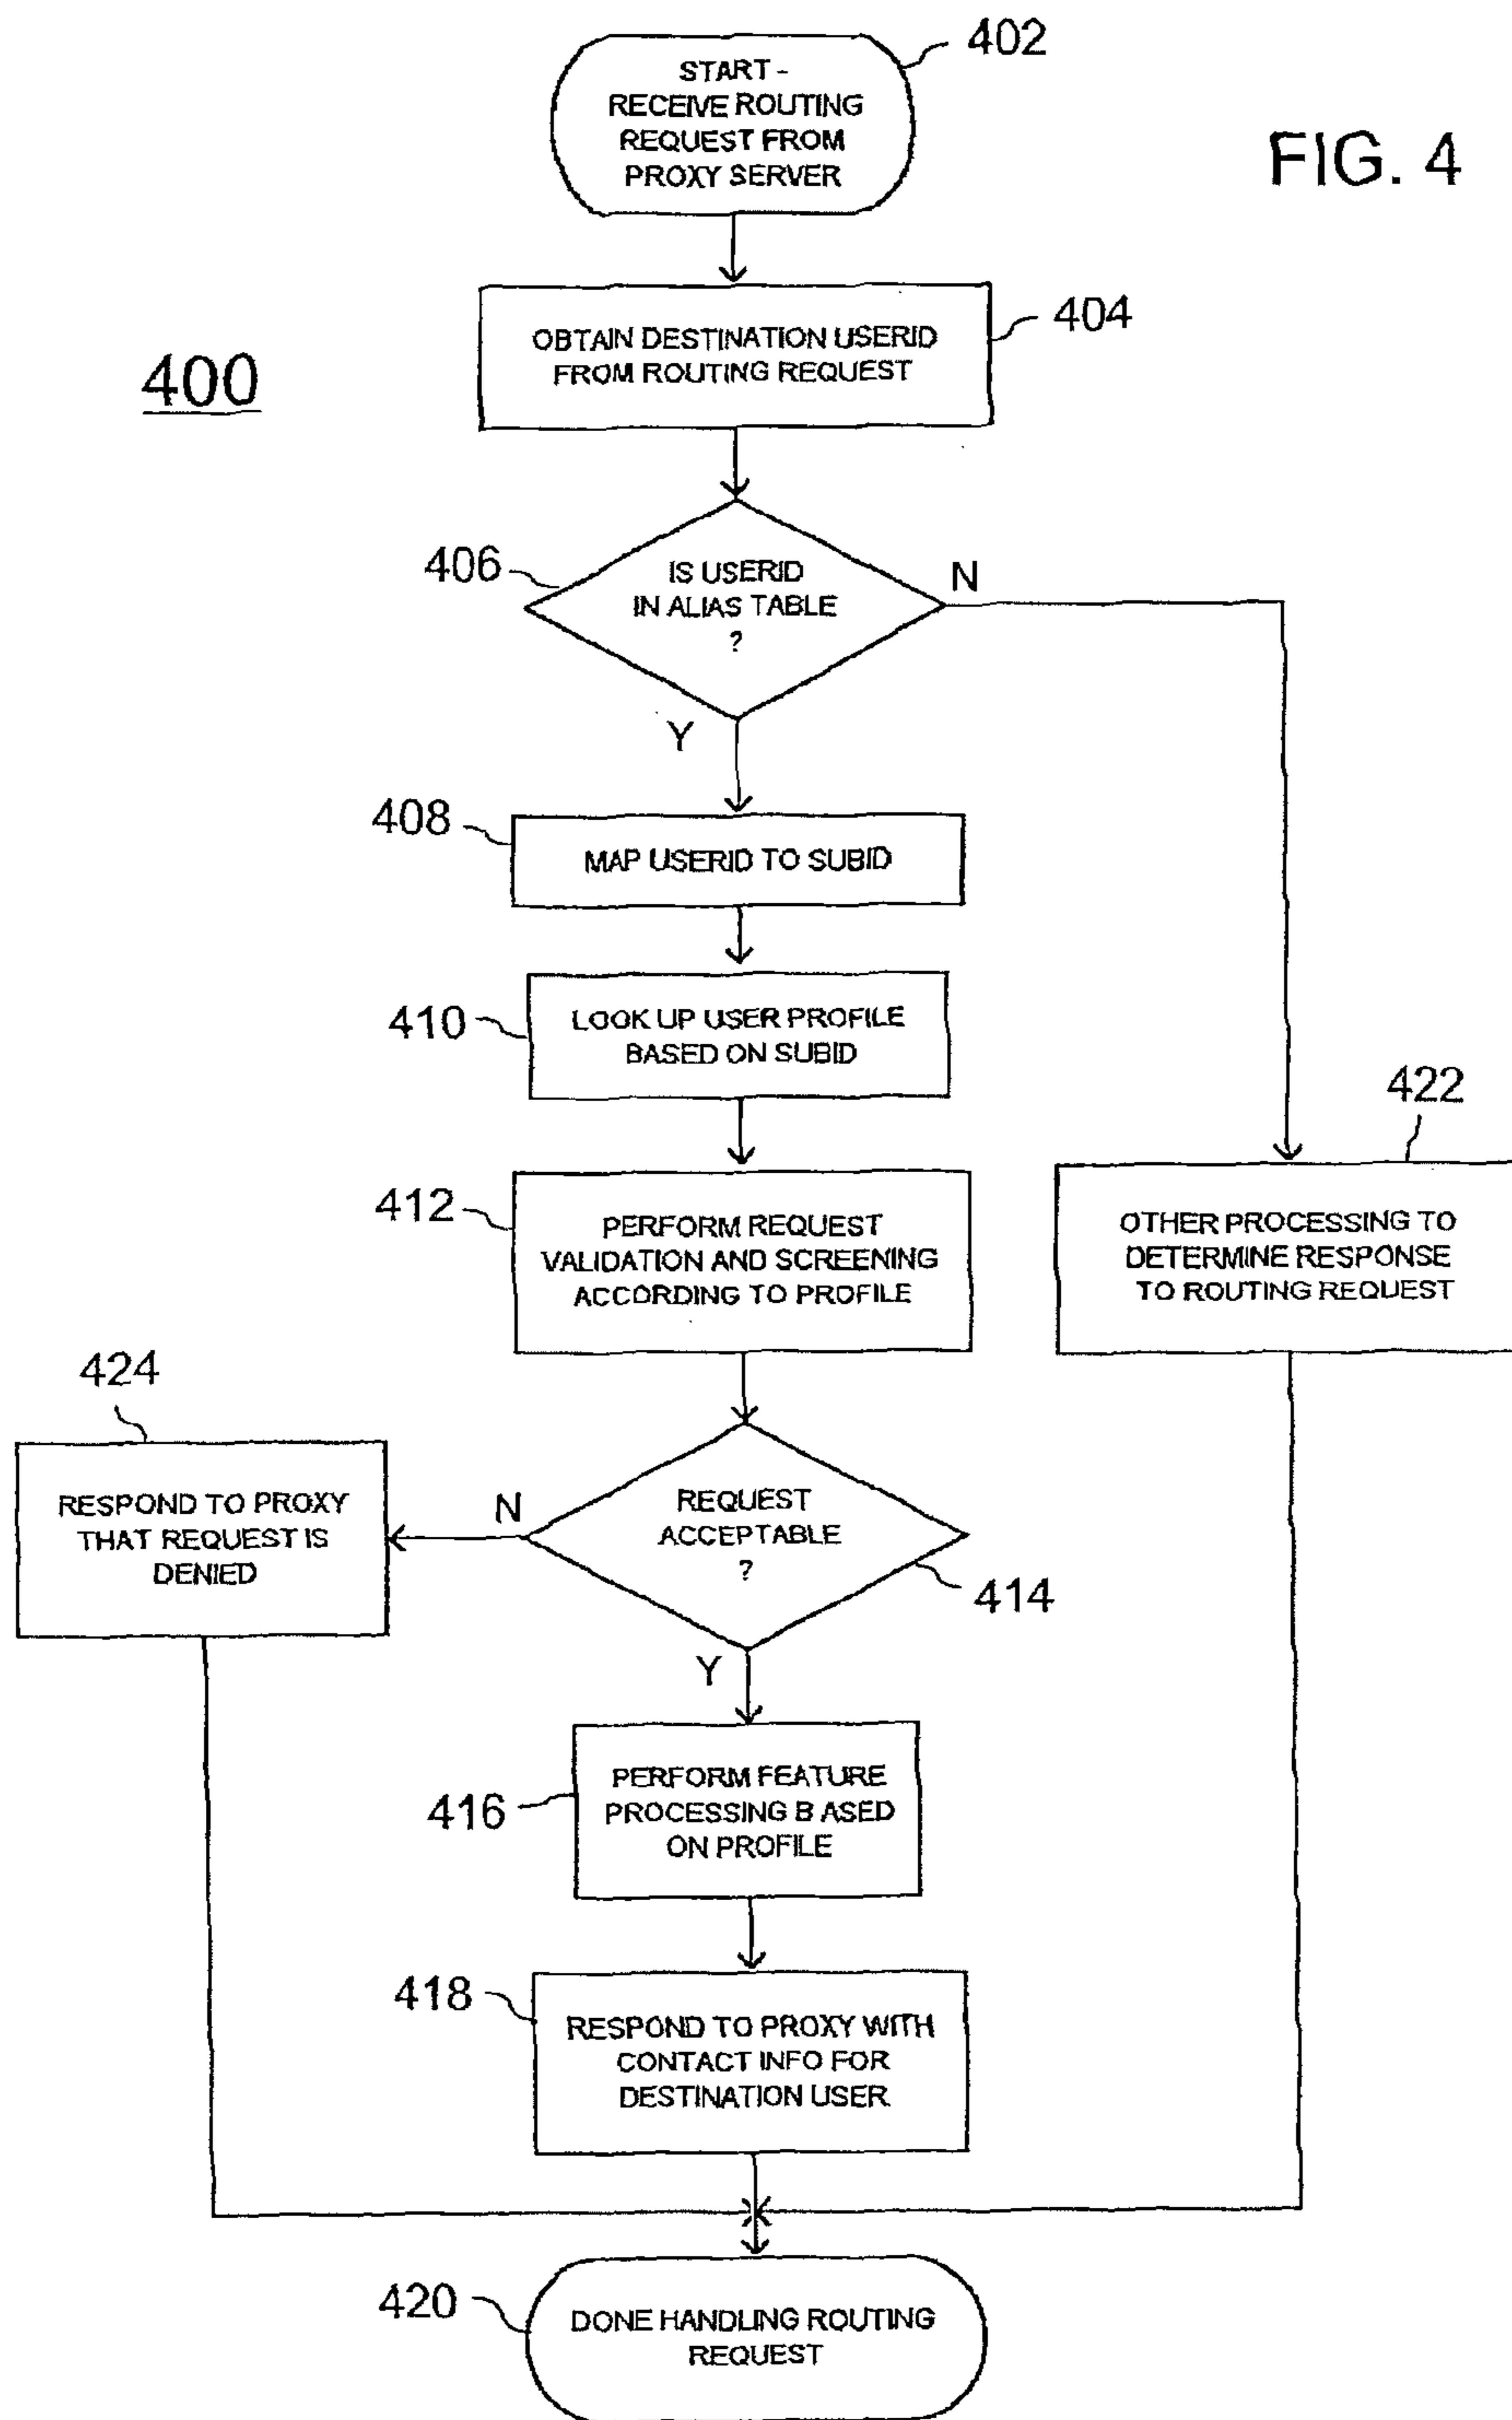 402
START -
RECEIVE ROUTING
REQUEST FROM
PROXY SERVER
FIG. 4
400
404
OBTAIN DESTINATION USERID
FROM ROUTING REQUEST
406
IS USERID
IN ALIAS TABLE
?
N
Y
408
MAP USERID TO SUBID
410
LOOK UP USER PROFILE
BASED ON SUBID
412
PERFORM REQUEST
VALIDATION AND SCREENING
ACCORDING TO PROFILE
422
OTHER PROCESSING TO
DETERMINE RESPONSE
TO ROUTING REQUEST
424
RESPOND TO PROXY
THAT REQUEST IS
DENIED
N
REQUEST
ACCEPTABLE
?
414
Y
416
PERFORM FEATURE
PROCESSING B ASED
ON PROFILE
418
RESPOND TO PROXY WITH
CONTACT INFO FOR
DESTINATION USER
420
DONE HANDLING ROUTING
REQUEST